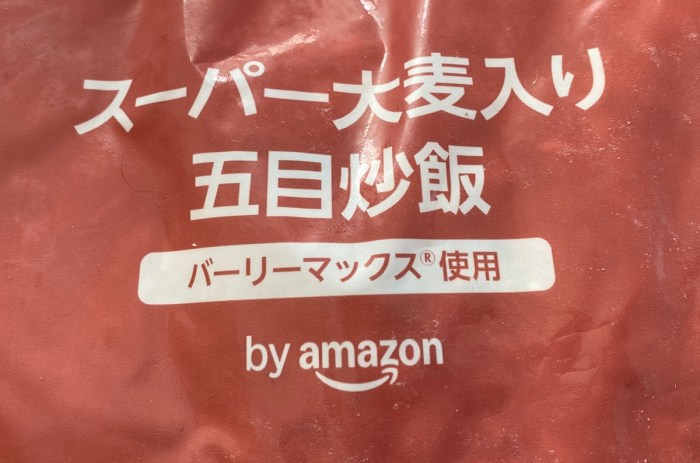 スーパー大麦入り
五目炒飯
バーリーマックス®使用
by amazon